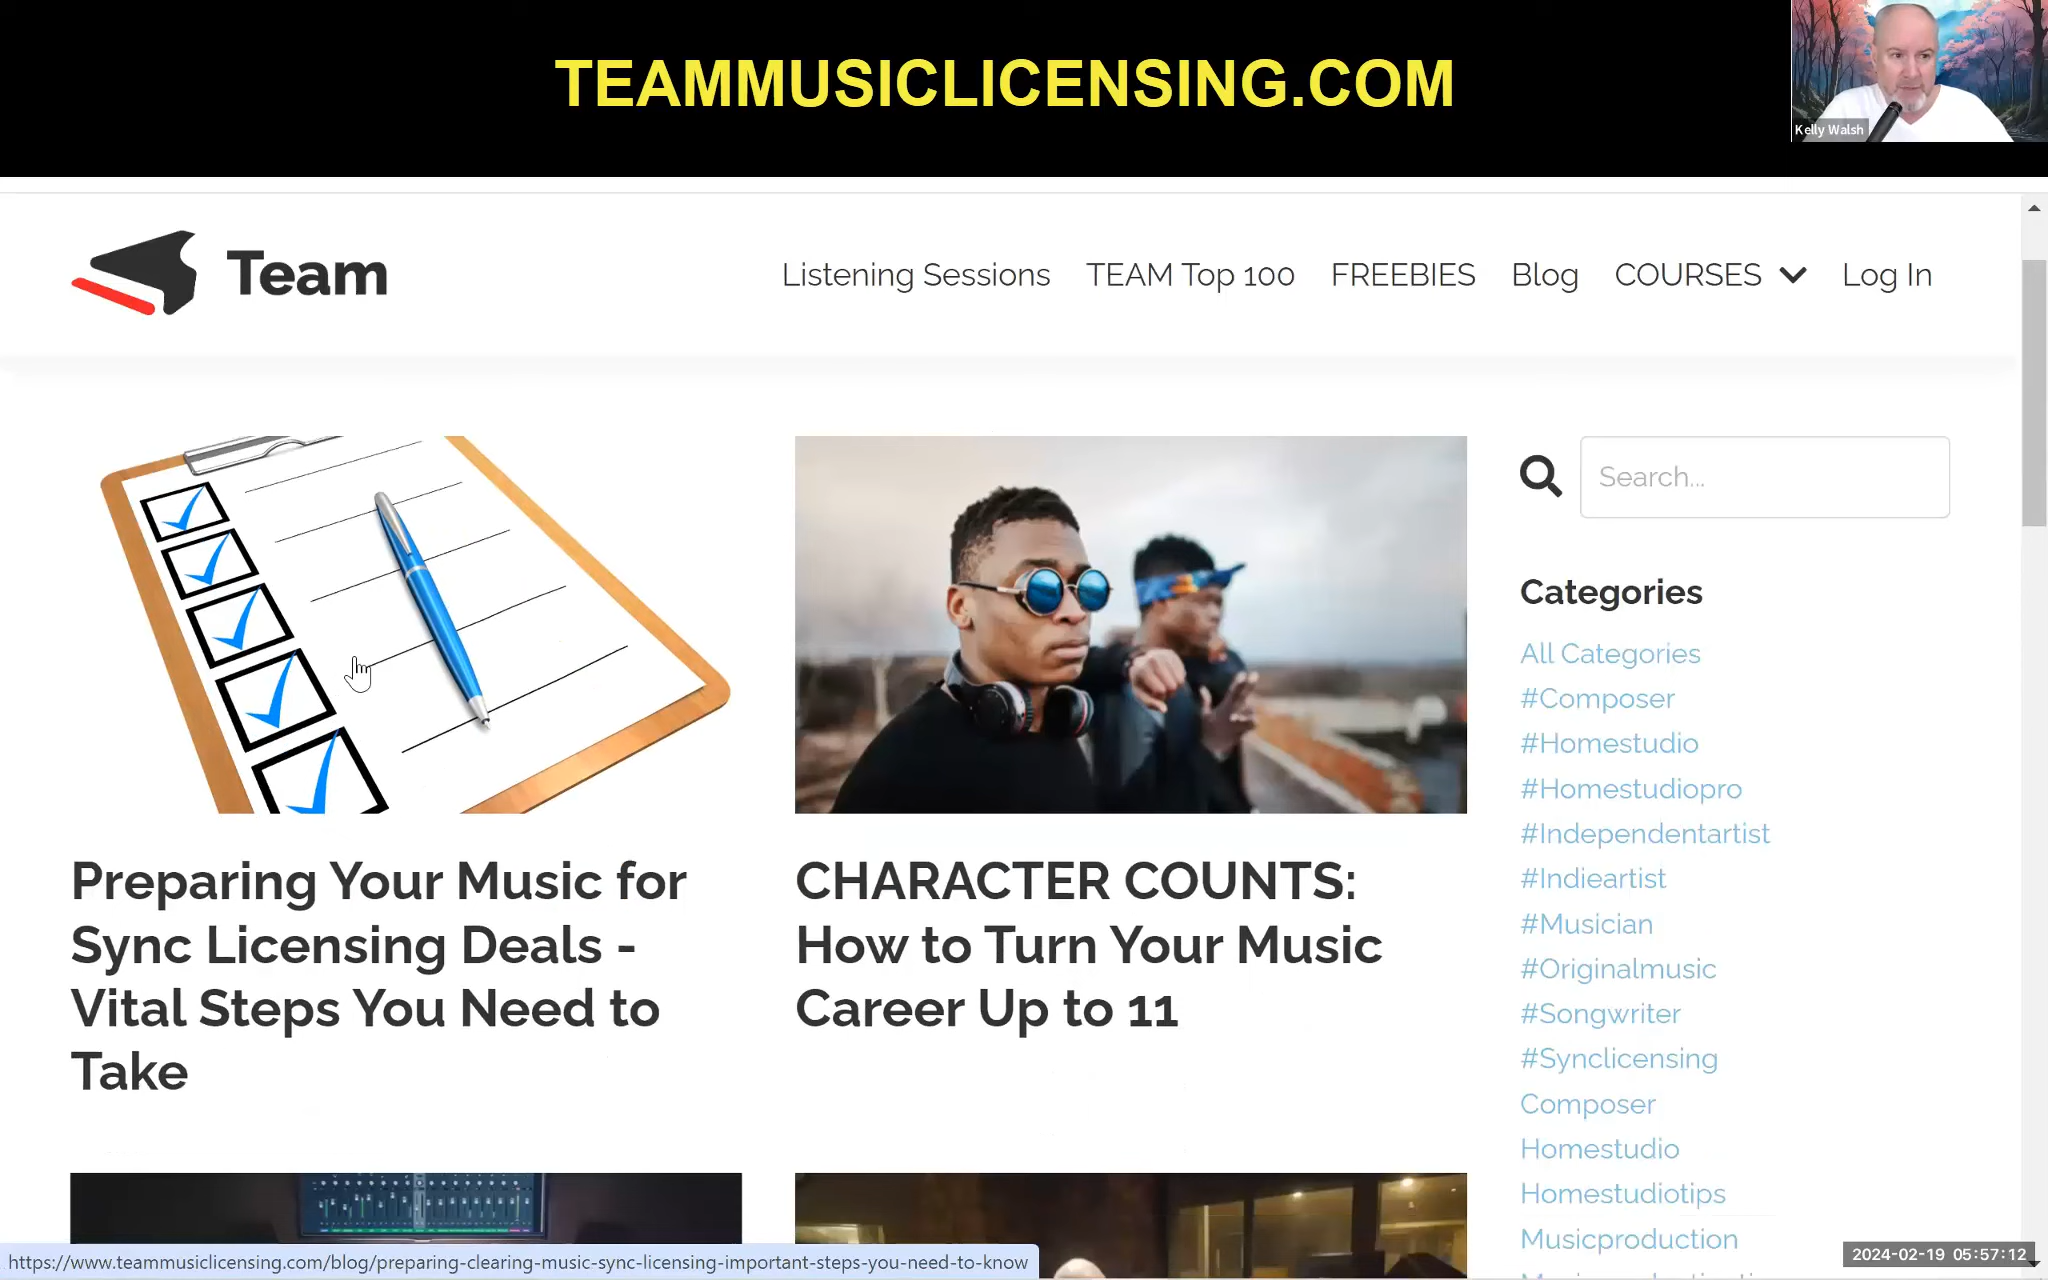 TEAMMUSICLICENSING.COM
Kelly Walsh
Team
Listening Sessions TEAM Top 100 FREEBIES Blog COURSES Log In
Search...
Preparing Your Music for
Sync Licensing Deals -
Vital Steps You Need to
Take
CHARACTER COUNTS:
How to Turn Your Music
Career Up to 11
Categories
All Categories
#Composer
#Homestudio
#Homestudiopro
#Independentartist
#Indieartist
#Musician
#Originalmusic
#Songwriter
#Synclicensing
Composer
Homestudio
Homestudiotips
Musicproduction
https://www.teammusiclicensing.com/blog/preparing-clearing-music-sync-licensing-important-steps-you-need-to-know
2024-02-19 05:57:12